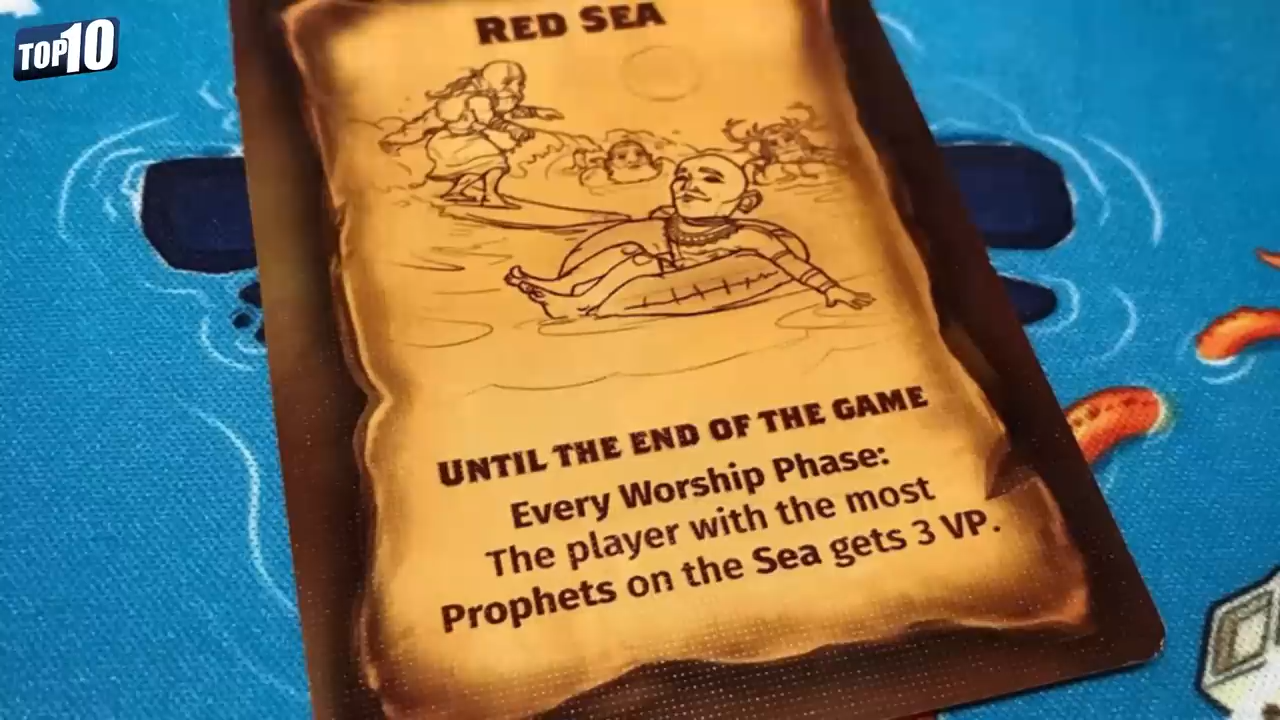 TOP10
RED SEA
UNTIL THE END OF THE GAME
Every Worship Phase:
The player with the most
Prophets on the Sea gets 3 VP.